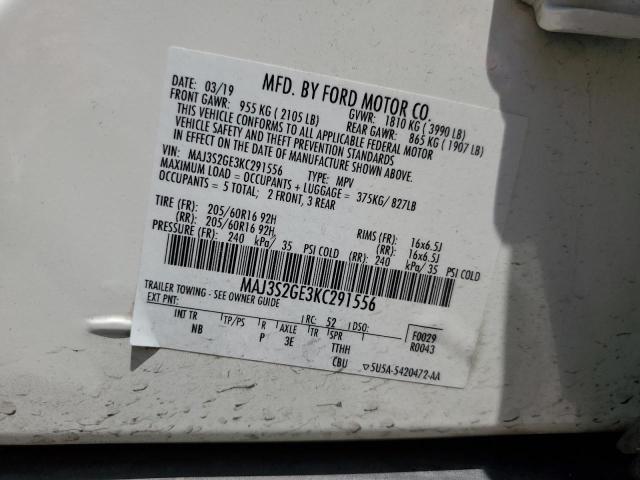 MFD. BY FORD MOTOR CO.
DATE: 03/19 GVWR: 1810 KG ( 3990 LB)
FRONT GAWR: 955 KG ( 2105 LB) REAR GAWR: 865 KG ( 1907 LB)
THIS VEHICLE CONFORMS TO ALL APPLICABLE FEDERAL MOTOR
VEHICLE SAFETY AND THEFT PREVENTION STANDARDS
IN EFFECT ON THE DATE OF MANUFACTURE SHOWN ABOVE.
VIN: MAJ3S2GE3KC291556 TYPE: MPV
MAXIMUM LOAD = OCCUPANTS + LUGGAGE = 375KG/ 827LB
OCCUPANTS = 5 TOTAL; 2 FRONT, 3 REAR
TIRE (FR): 205/60R16 92H RIMS (FR): 16x6.5J
(RR): 205/60R16 92H, (RR): 16x6.5J
PRESSURE (FR): 240 kPa/ 35 PSI COLD (RR): 240 kPa/ 35 PSI COLD
MAJ3S2GE3KC291556
TRAILER TOWING - SEE OWNER GUIDE
EXT PNT: RC: 52 DSO: F0029
INT TR TP/PS R AXLE TR SPR R0043
NB P 3E TTHH
CBU ▽5U5A-5420472-AA